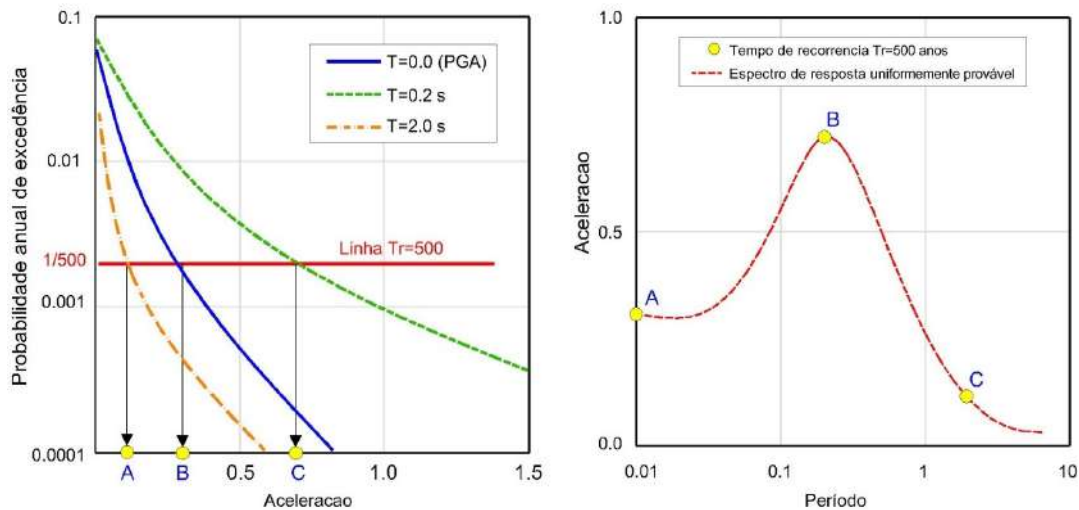 0.1
0.01
1/500
0.001
0.0001
Probabilidade anual de excedência
T=0.0 (PGA)
T=0.2 s
T=2.0 s
Linha Tr=500
A
B
C
0.5
1.0
1.5
Aceleracao
1.0
0.5
0.0
Aceleracao
Tempo de recorrencia Tr=500 anos
Espectro de resposta uniformemente provável
A
B
C
0.01
0.1
1
10
Período